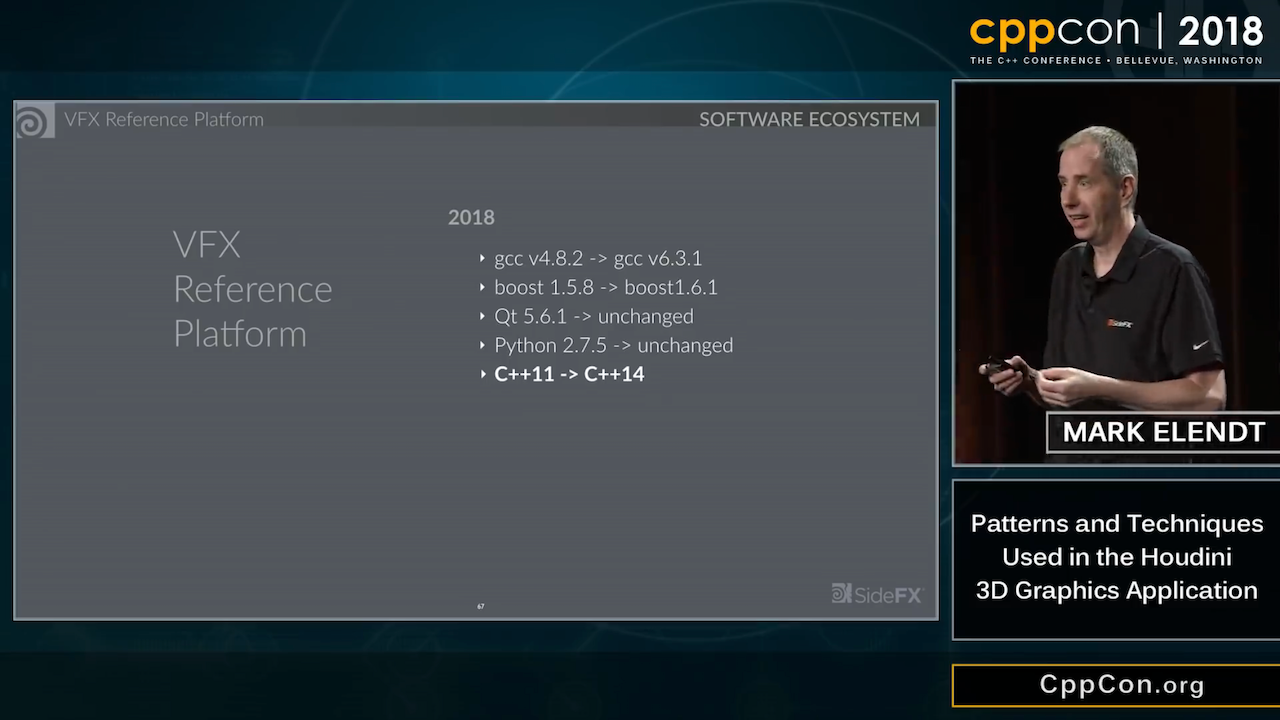 cppcon | 2018
THE C++ CONFERENCE • BELLEVUE, WASHINGTON
VFX Reference Platform
SOFTWARE ECOSYSTEM
VFX
Reference
Platform
2018
gcc v4.8.2 -> gcc v6.3.1
boost 1.5.8 -> boost1.6.1
Qt 5.6.1 -> unchanged
Python 2.7.5 -> unchanged
C++11 -> C++14
67
SideFX
SideFX
MARK ELENDT
Patterns and Techniques
Used in the Houdini
3D Graphics Application
CppCon.org